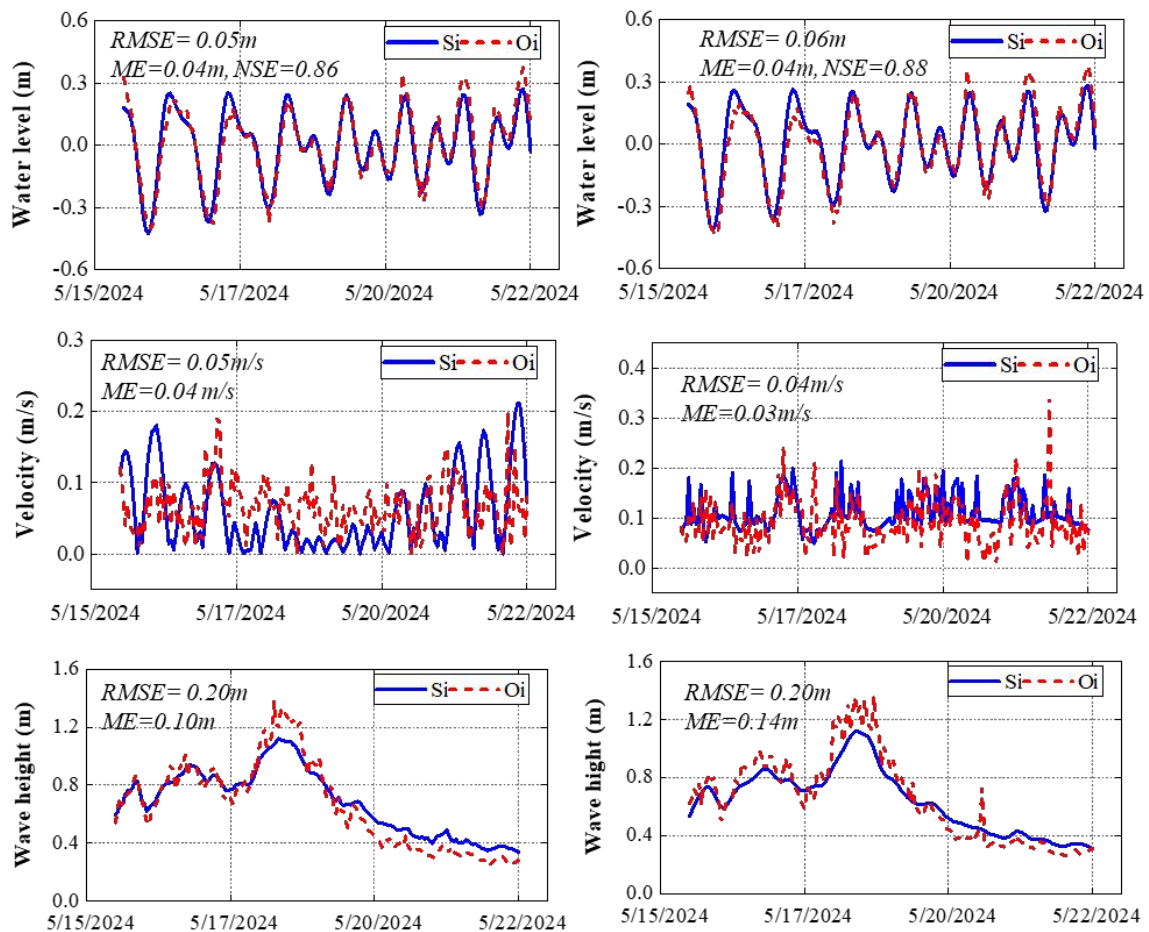 Water level (m)
0.6
0.3
0.0
-0.3
-0.6
RMSE= 0.05m
ME=0.04m, NSE=0.86
Si Oi
5/15/2024 5/17/2024 5/20/2024 5/22/2024
Water level (m)
0.6
0.3
0.0
-0.3
-0.6
RMSE= 0.06m
ME=0.04m, NSE=0.88
Si Oi
5/15/2024 5/17/2024 5/20/2024 5/22/2024
Velocity (m/s)
0.3
0.2
0.1
0.0
RMSE= 0.05m/s
ME=0.04 m/s
Si Oi
5/15/2024 5/17/2024 5/20/2024 5/22/2024
Velocity (m/s)
0.4
0.3
0.2
0.1
0.0
RMSE= 0.04m/s
ME=0.03m/s
Si Oi
5/15/2024 5/17/2024 5/20/2024 5/22/2024
Wave height (m)
1.6
1.2
0.8
0.4
0.0
RMSE= 0.20m
ME=0.10m
Si Oi
5/15/2024 5/17/2024 5/20/2024 5/22/2024
Wave hight (m)
1.6
1.2
0.8
0.4
0.0
RMSE= 0.20m
ME=0.14m
Si Oi
5/15/2024 5/17/2024 5/20/2024 5/22/2024